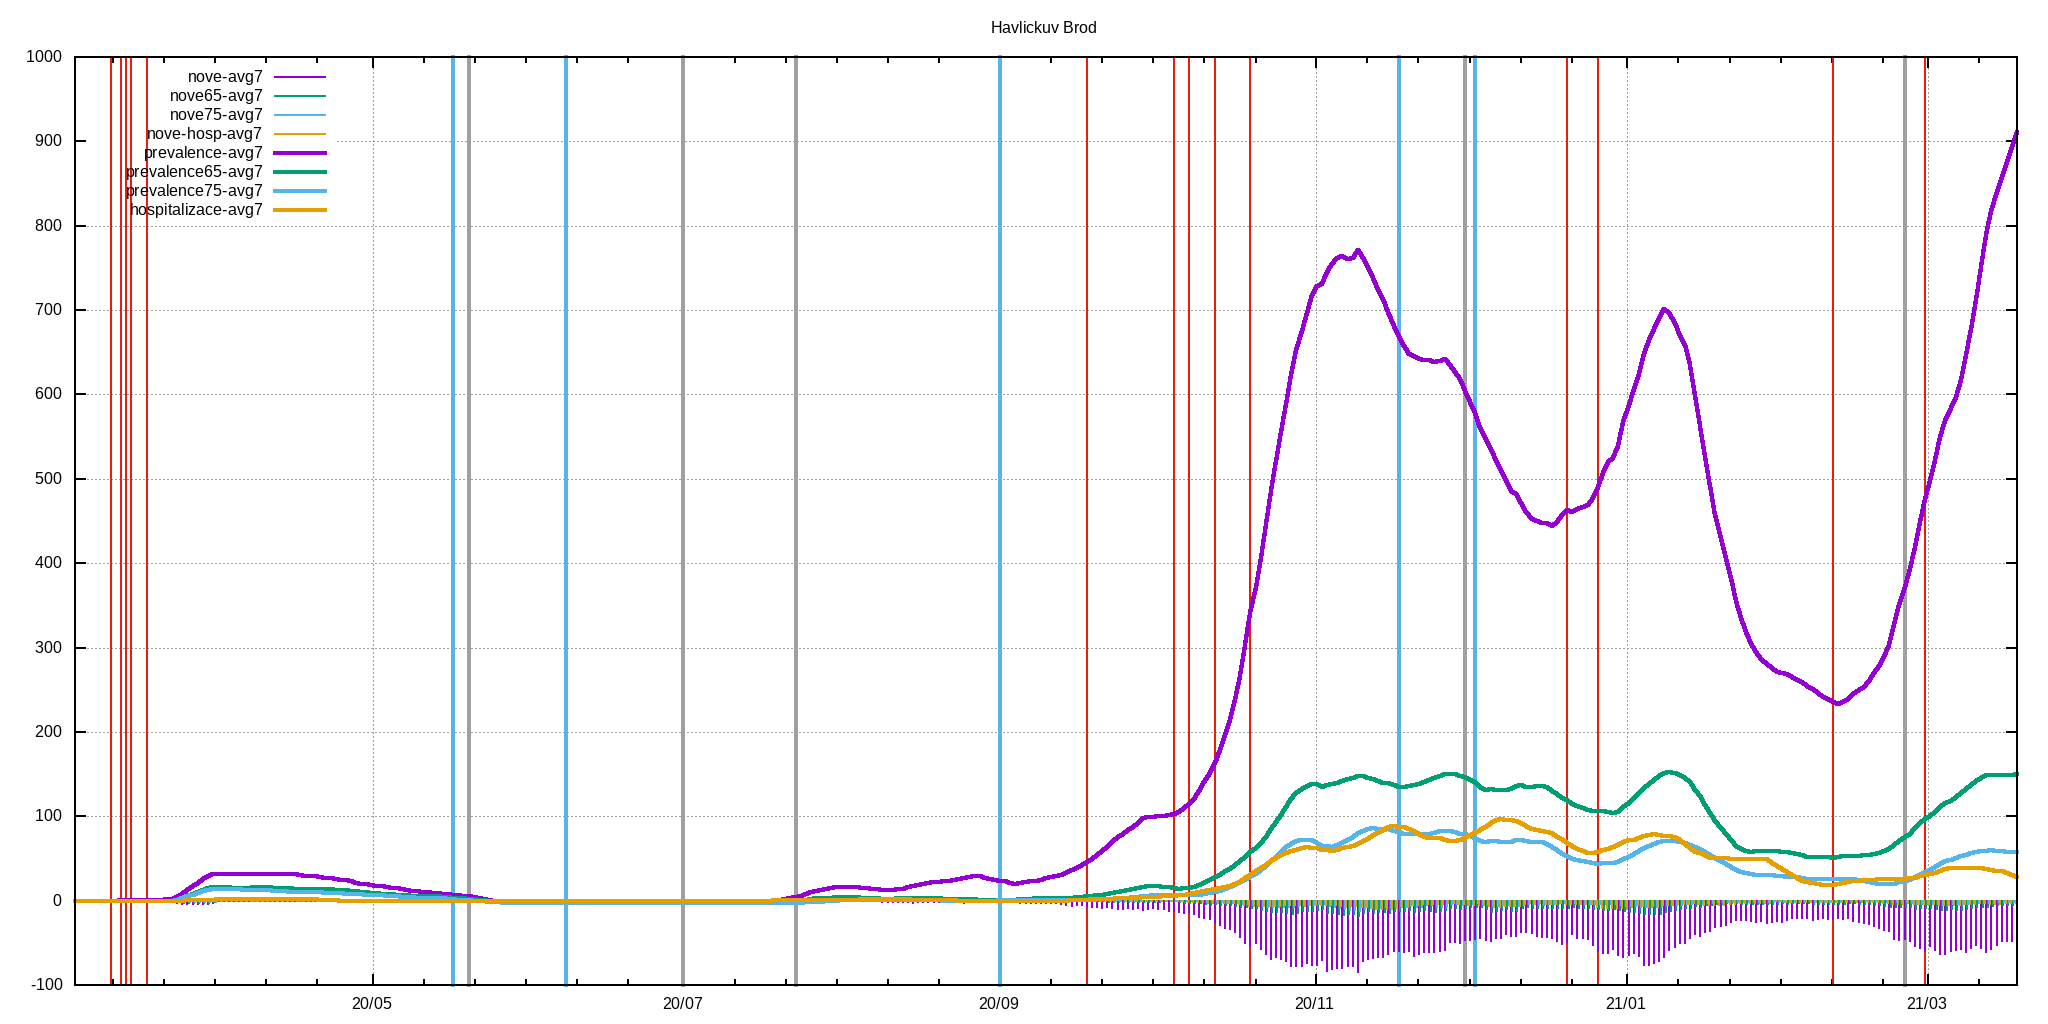 Havlickuv Brod
1000
900
800
700
600
500
400
300
200
100
0
-100
nove-avg7
nove65-avg7
nove75-avg7
nove-hosp-avg7
prevalence-avg7
prevalence65-avg7
prevalence75-avg7
hospitalizace-avg7
20/05 20/07 20/09 20/11 21/01 21/03